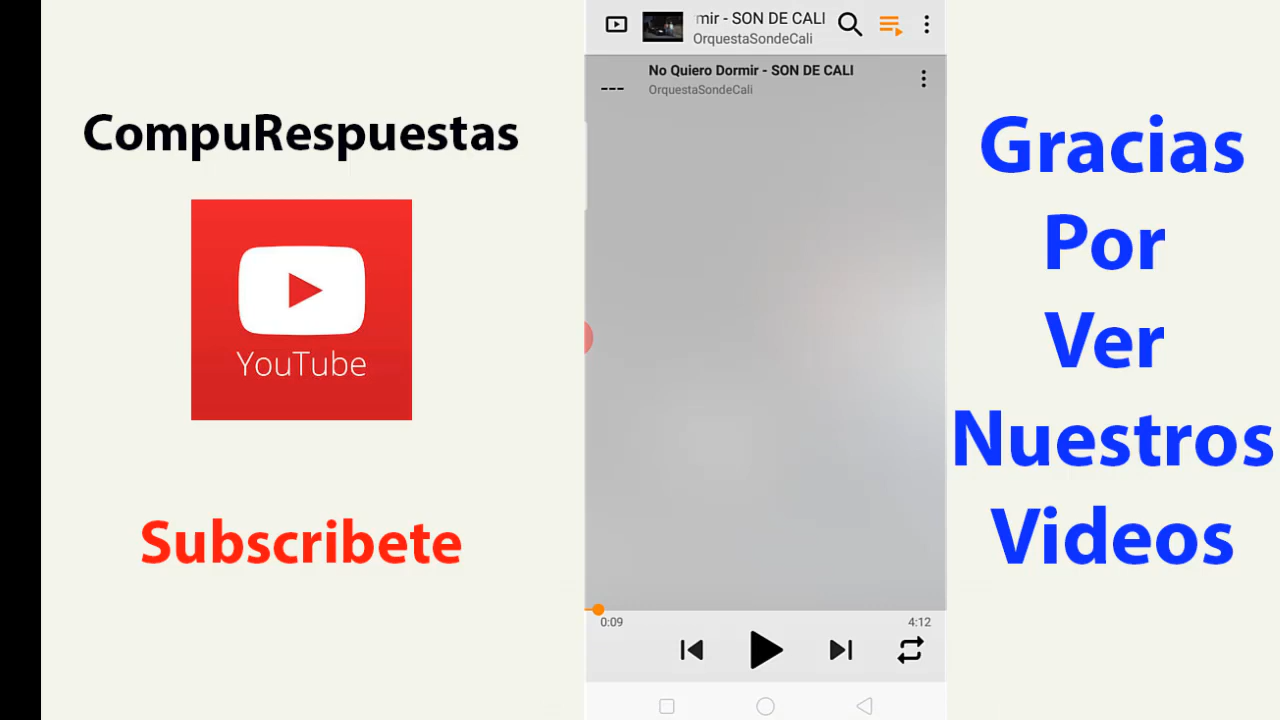 CompuRespuestas
YouTube
Subscribete
mir - SON DE CALI
OrquestaSondeCali
No Quiero Dormir - SON DE CALI
OrquestaSondeCali
0:09
4:12
Gracias
Por
Ver
Nuestros
Videos